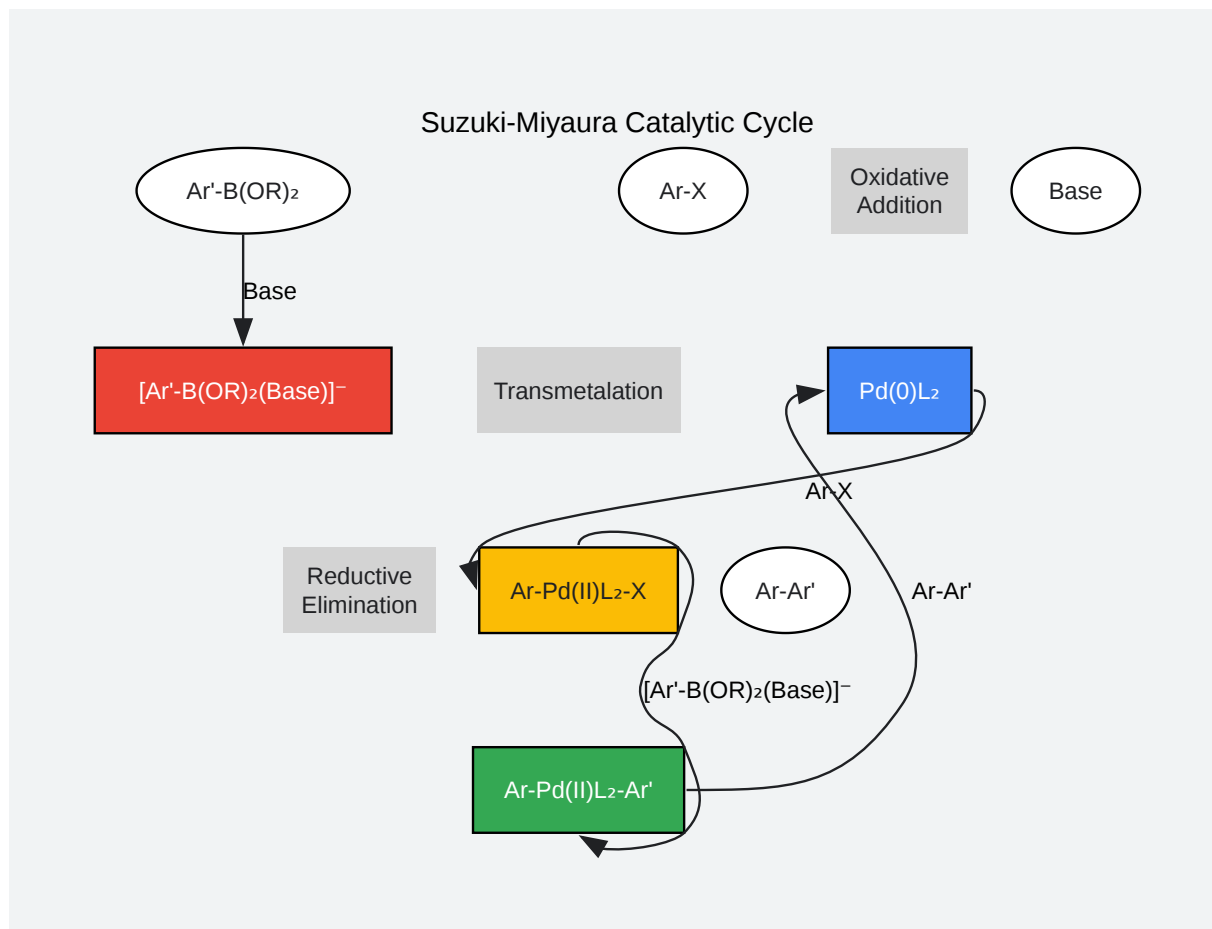 Suzuki-Miyaura Catalytic Cycle
Ar'-B(OR)₂
Ar-X
Oxidative
Addition
Base
Base
[Ar'-B(OR)₂(Base)]⁻
Transmetalation
Pd(0)L₂
Ar-X
Reductive
Elimination
Ar-Pd(II)L₂-X
Ar-Ar'
Ar-Ar'
[Ar'-B(OR)₂(Base)]⁻
Ar-Pd(II)L₂-Ar'